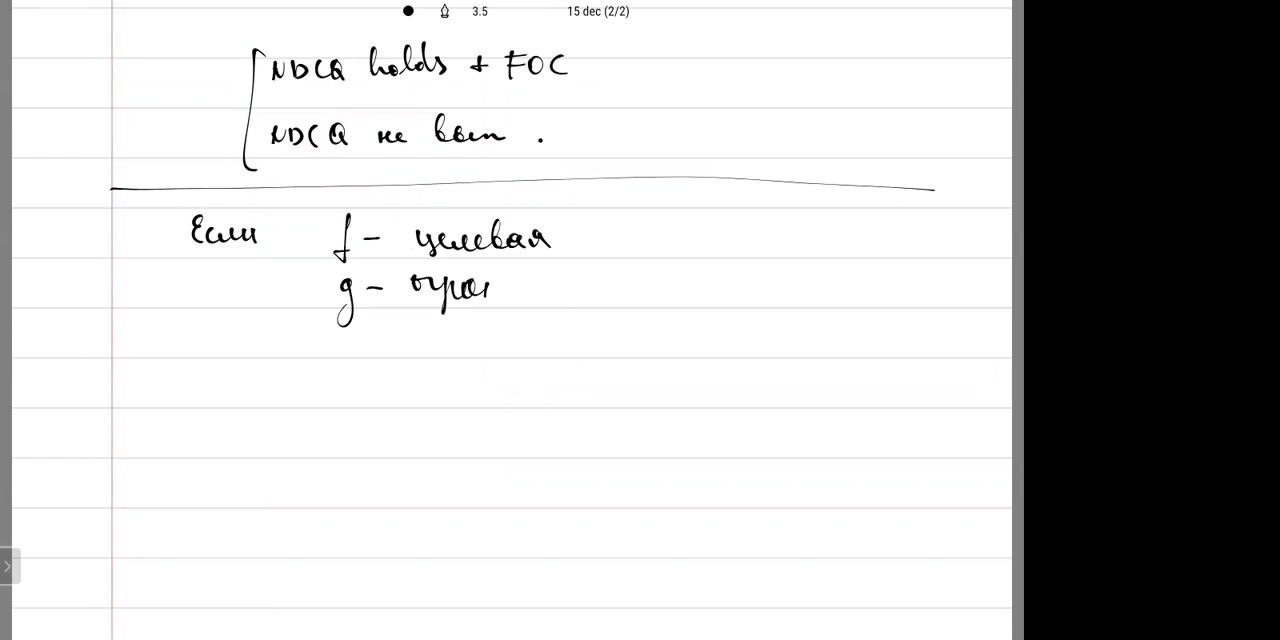 3.5 15 dec (2/2)
NDCQ holds + FOC
NDCQ не вып .
Если f - целевая
g - огран